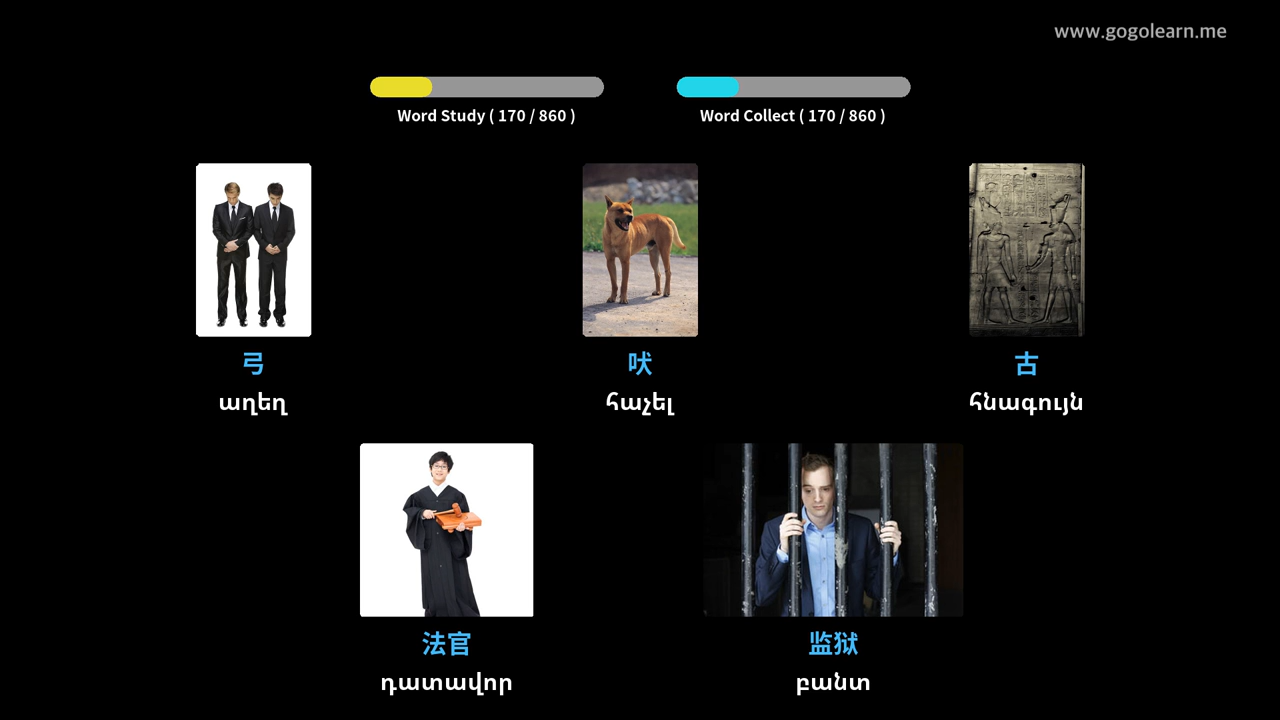 www.gogolearn.me
Word Study ( 170 / 860 )
Word Collect ( 170 / 860 )
弓
吠
古
աղեղ
հաչել
հնագույն
法官
监狱
դատավոր
բանտ